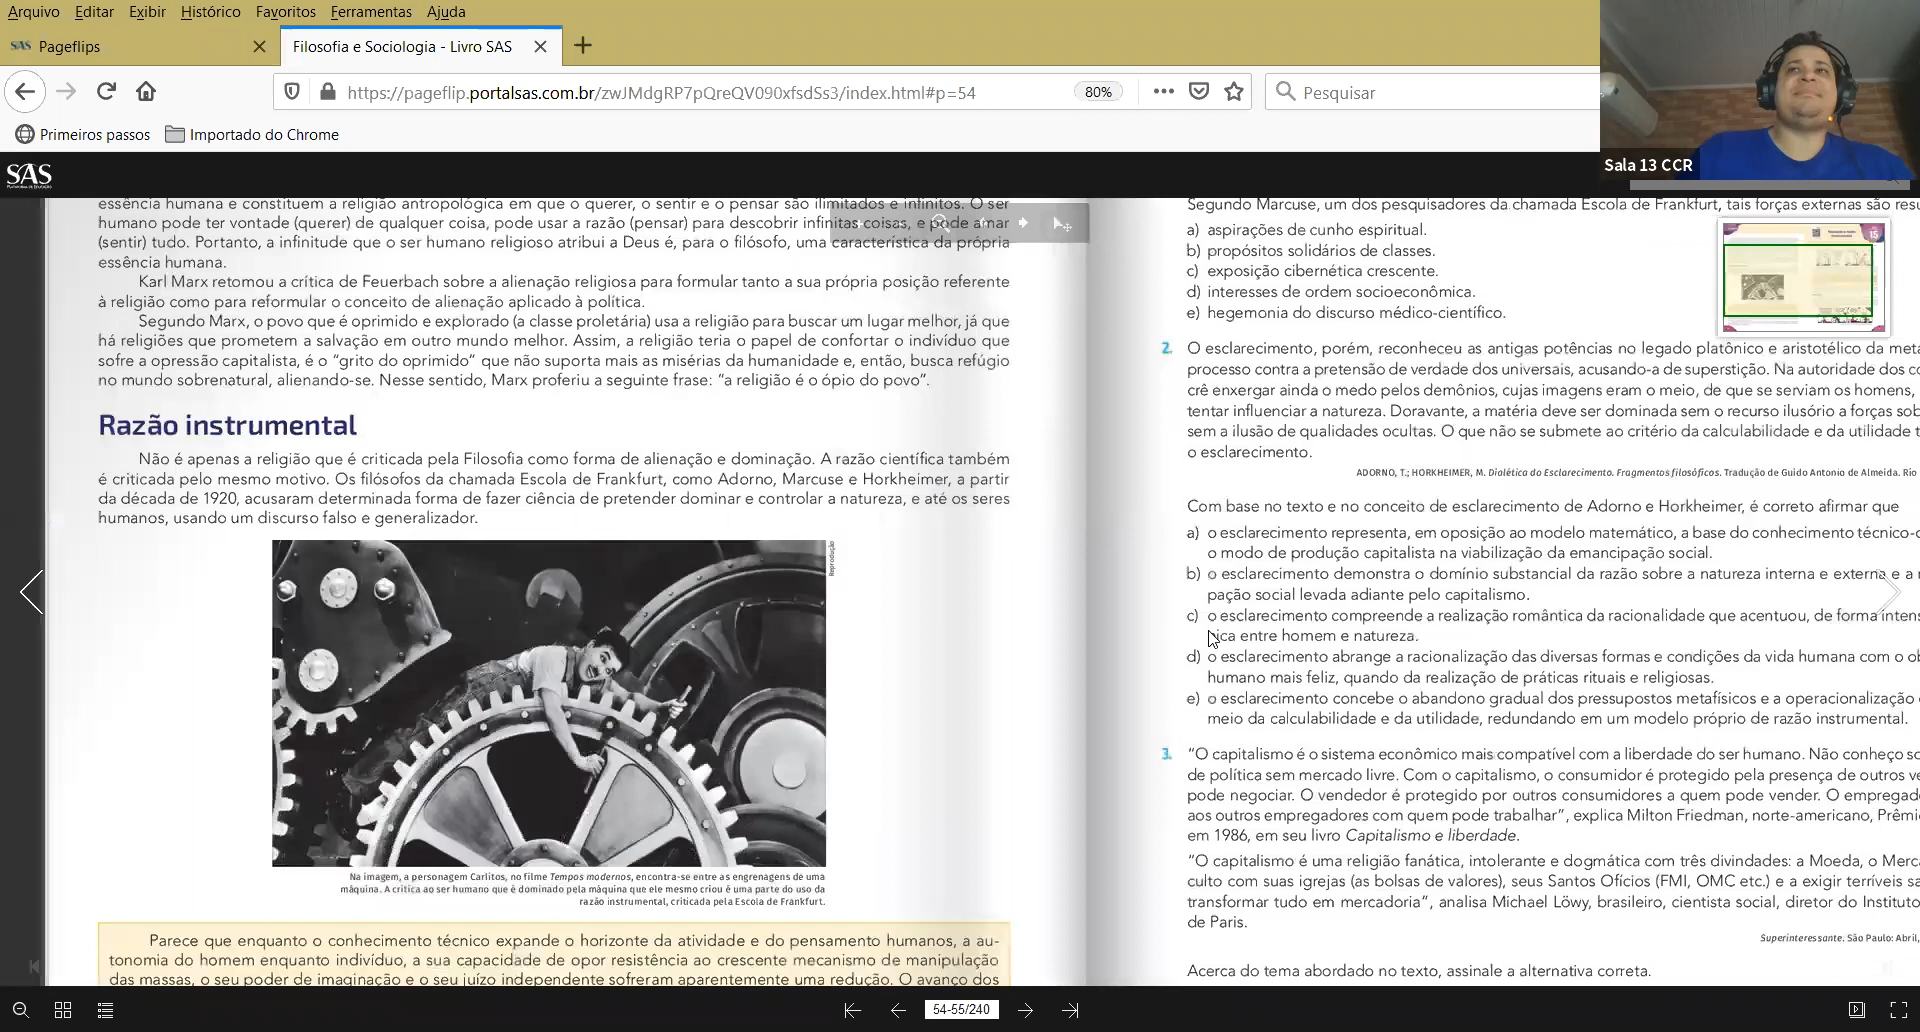 Arquivo Editar Exibir Histórico Favoritos Ferramentas Ajuda
SAS Pageflips
Filosofia e Sociologia - Livro SAS
https://pageflip.portalsas.com.br/zwJMdgRP7pQreQV090xfsdSs3/index.html#p=54
80%
Pesquisar
Primeiros passos
Importado do Chrome
Sala 13 CCR
SAS
essência humana e constituem a religião antropológica em que o querer, o sentir e o pensar são ilimitados e infinitos. O ser
humano pode ter vontade (querer) de qualquer coisa, pode usar a razão (pensar) para descobrir infinitas coisas, e pode amar
(sentir) tudo. Portanto, a infinitude que o ser humano religioso atribui a Deus é, para o filósofo, uma característica da própria
essência humana.
Karl Marx retomou a crítica de Feuerbach sobre a alienação religiosa para formular tanto a sua própria posição referente
à religião como para reformular o conceito de alienação aplicado à política.
Segundo Marx, o povo que é oprimido e explorado (a classe proletária) usa a religião para buscar um lugar melhor, já que
há religiões que prometem a salvação em outro mundo melhor. Assim, a religião teria o papel de confortar o indivíduo que
sofre a opressão capitalista, é o "grito do oprimido" que não suporta mais as misérias da humanidade e, então, busca refúgio
no mundo sobrenatural, alienando-se. Nesse sentido, Marx proferiu a seguinte frase: "a religião é o ópio do povo".
Razão instrumental
Não é apenas a religião que é criticada pela Filosofia como forma de alienação e dominação. A razão científica também
é criticada pelo mesmo motivo. Os filósofos da chamada Escola de Frankfurt, como Adorno, Marcuse e Horkheimer, a partir
da década de 1920, acusaram determinada forma de fazer ciência de pretender dominar e controlar a natureza, e até os seres
humanos, usando um discurso falso e generalizador.
Reprodução
Na imagem, a personagem Carlitos, no filme Tempos modernos, encontra-se entre as engrenagens de uma
máquina. A crítica ao ser humano que é dominado pela máquina que ele mesmo criou é uma parte do uso da
razão instrumental, criticada pela Escola de Frankfurt.
Parece que enquanto o conhecimento técnico expande o horizonte da atividade e do pensamento humanos, a au-
tonomia do homem enquanto indivíduo, a sua capacidade de opor resistência ao crescente mecanismo de manipulação
das massas, o seu poder de imaginação e o seu juízo independente sofreram aparentemente uma redução. O avanço dos
Segundo Marcuse, um dos pesquisadores da chamada Escola de Frankfurt, tais forças externas são
a) aspirações de cunho espiritual.
b) propósitos solidários de classes.
c) exposição cibernética crescente.
d) interesses de ordem socioeconômica.
e) hegemonia do discurso médico-científico.
2. O esclarecimento, porém, reconheceu as antigas potências no legado platônico e aristotélico da
processo contra a pretensão de verdade dos universais, acusando-a de superstição. Na autoridade dos
crê enxergar ainda o medo pelos demônios, cujas imagens eram o meio, de que se serviam os homens,
tentar influenciar a natureza. Doravante, a matéria deve ser dominada sem o recurso ilusório a forças
sem a ilusão de qualidades ocultas. O que não se submete ao critério da calculabilidade e da utilidade
o esclarecimento.
ADORNO, T.; HORKHEIMER, M. Dialética do Esclarecimento. Fragmentos filosóficos. Tradução de Guido Antonio de Almeida. Rio
Com base no texto e no conceito de esclarecimento de Adorno e Horkheimer, é correto afirmar que
a) o esclarecimento representa, em oposição ao modelo matemático, a base do conhecimento
o modo de produção capitalista na viabilização da emancipação social.
b) o esclarecimento demonstra o domínio substancial da razão sobre a natureza interna e externa e a
pação social levada adiante pelo capitalismo.
c) o esclarecimento compreende a realização romântica da racionalidade que acentuou, de forma
entre homem e natureza.
d) o esclarecimento abrange a racionalização das diversas formas e condições da vida humana com o
humano mais feliz, quando da realização de práticas rituais e religiosas.
e) o esclarecimento concebe o abandono gradual dos pressupostos metafísicos e a operacionalização
meio da calculabilidade e da utilidade, redundando em um modelo próprio de razão instrumental.
3. "O capitalismo é o sistema econômico mais compatível com a liberdade do ser humano. Não conheço
de política sem mercado livre. Com o capitalismo, o consumidor é protegido pela presença de outros
pode negociar. O vendedor é protegido por outros consumidores a quem pode vender. O
aos outros empregadores com quem pode trabalhar", explica Milton Friedman, norte-americano,
em 1986, em seu livro Capitalismo e liberdade.
"O capitalismo é uma religião fanática, intolerante e dogmática com três divindades: a Moeda, o
culto com suas igrejas (as bolsas de valores), seus Santos Ofícios (FMI, OMC etc.) e a exigir terríveis
transformar tudo em mercadoria", analisa Michael Löwy, brasileiro, cientista social, diretor do Instituto
de Paris.
Superinteressante. São Paulo: Abril,
Acerca do tema abordado no texto, assinale a alternativa correta.
54-55/240